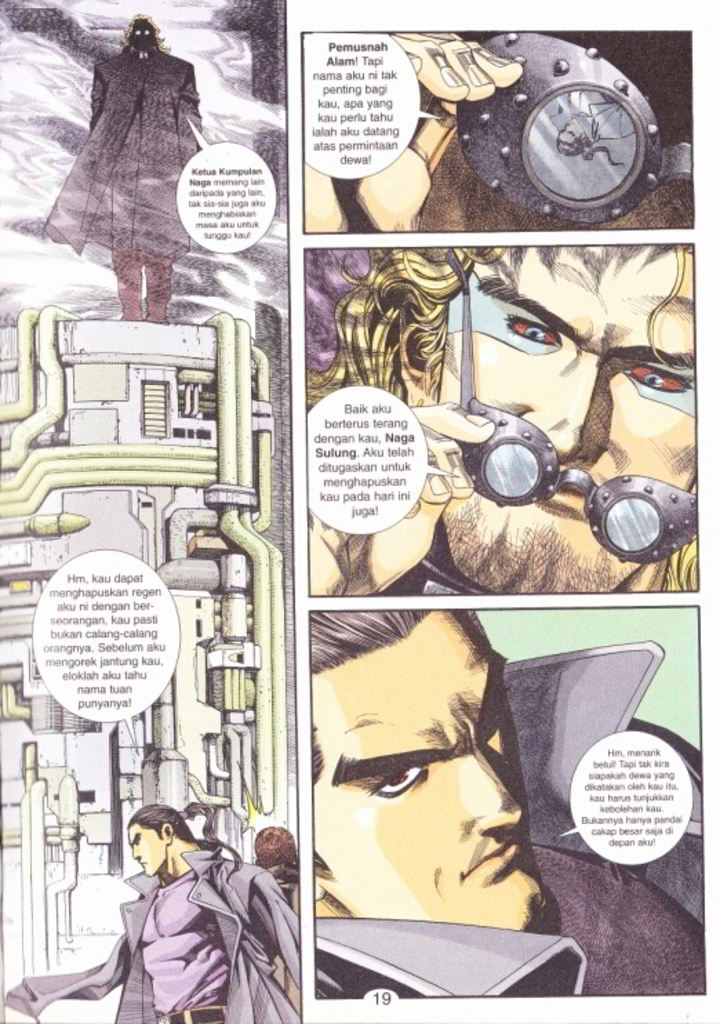 Ketua Kumpulan
Naga memang lain
daripada yang lain,
tak sia-sia juga aku
menghabiskan
masa aku untuk
tunggu kau!
Hm, kau dapat
menghapuskan regen
aku ni dengan ber-
seorangan, kau pasti
bukan calang-calang
orangnya. Sebelum aku
mengorek jantung kau,
eloklah aku tahu
nama tuan
punyanya!
Pemusnah
Alam! Tapi
nama aku ni tak
penting bagi
kau, apa yang
kau perlu tahu
ialah aku datang
atas permintaan
dewa!
Baik aku
berterus terang
dengan kau, Naga
Sulung. Aku telah
ditugaskan untuk
menghapuskan
kau pada hari ini
juga!
Hm, menarik
betul! Tapi tak kira
siapakah dewa yang
dikatakan oleh kau itu,
kau harus tunjukkan
kebolehan kau.
Bukannya hanya pandai
cakap besar saja di
depan aku!
19